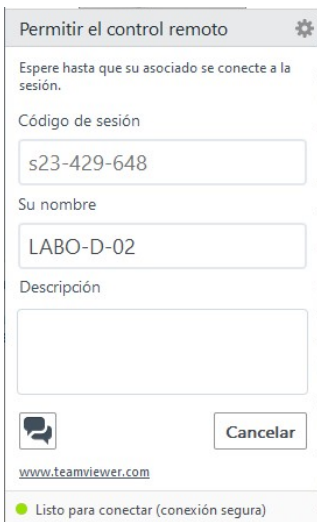 Permitir el control remoto
Espere hasta que su asociado se conecte a la
sesión.
Código de sesión
s23-429-648
Su nombre
LABO-D-02
Descripción
Cancelar
www.teamviewer.com
Listo para conectar (conexión segura)